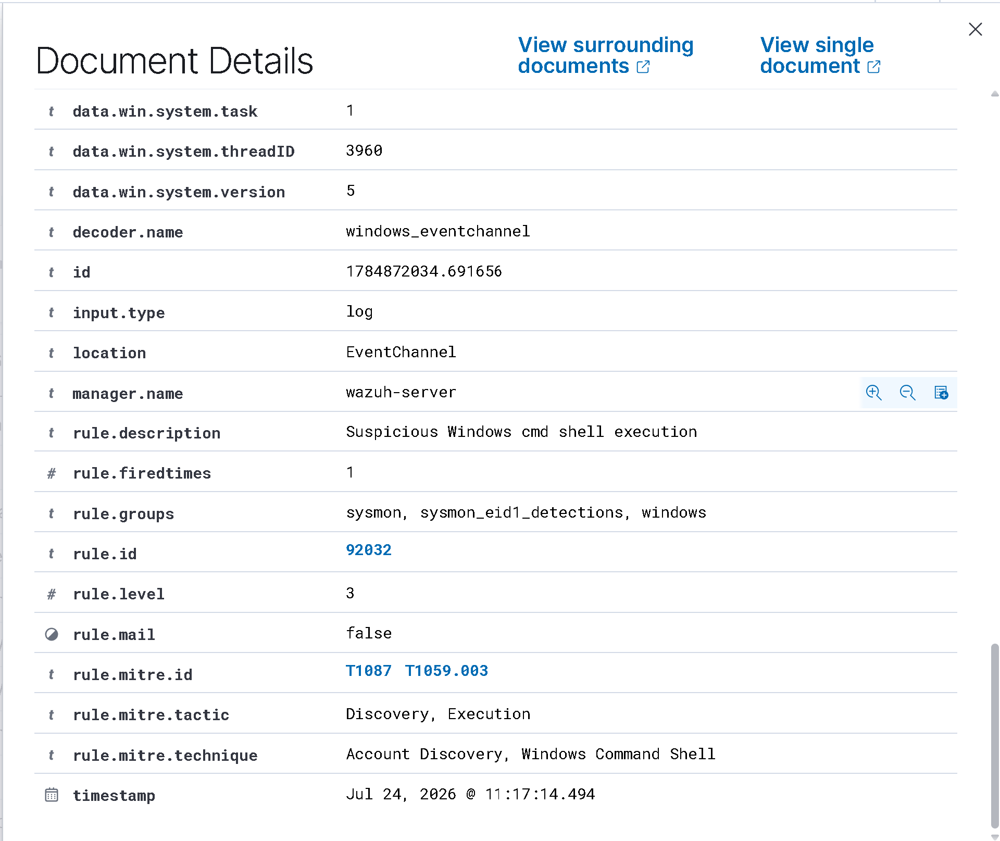 Document Details
View surrounding
documents
View single
document
data.win.system.task 1
data.win.system.threadID 3960
data.win.system.version 5
decoder.name windows_eventchannel
id 1784872034.691656
input.type log
location EventChannel
manager.name wazuh-server
rule.description Suspicious Windows cmd shell execution
rule.firedtimes 1
rule.groups sysmon, sysmon_eid1_detections, windows
rule.id 92032
rule.level 3
rule.mail false
rule.mitre.id T1087 T1059.003
rule.mitre.tactic Discovery, Execution
rule.mitre.technique Account Discovery, Windows Command Shell
timestamp Jul 24, 2026 @ 11:17:14.494